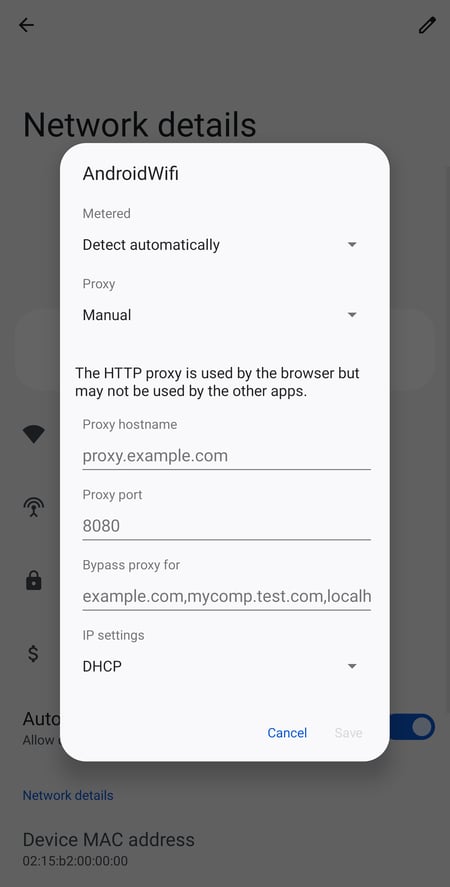 Network details
AndroidWifi
Metered
Detect automatically
Proxy
Manual
The HTTP proxy is used by the browser but
may not be used by the other apps.
Proxy hostname
proxy.example.com
Proxy port
8080
Bypass proxy for
example.com,mycomp.test.com,localh
IP settings
DHCP
Auto
Allow
Cancel
Save
Network details
Device MAC address
02:15:b2:00:00:00